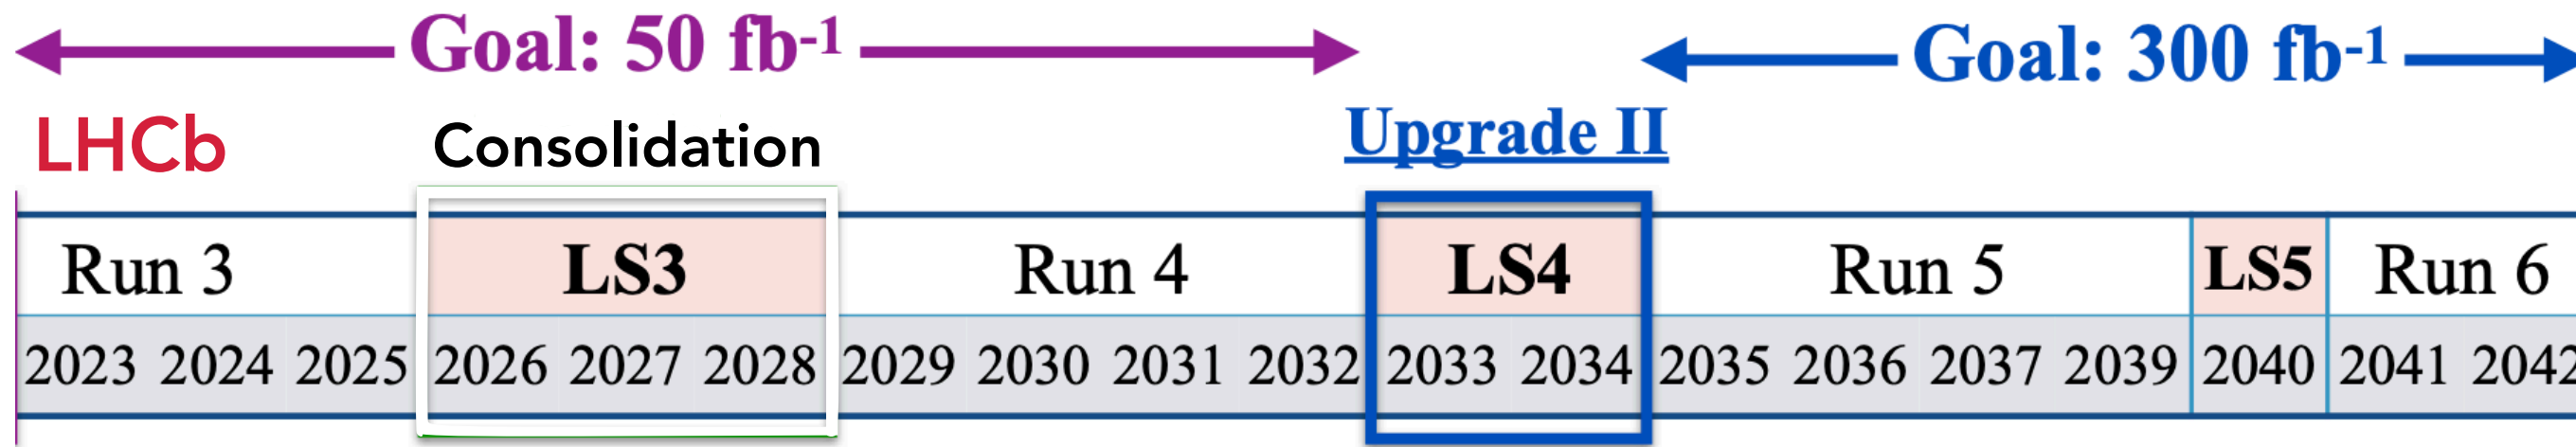 Goal: 50 fb-1 Goal: 300 fb-1
LHCb Consolidation Upgrade II
Run 3 LS3 Run 4 LS4 Run 5 LS5 Run 6
2023 2024 2025 2026 2027 2028 2029 2030 2031 2032 2033 2034 2035 2036 2037 2039 2040 2041 2042